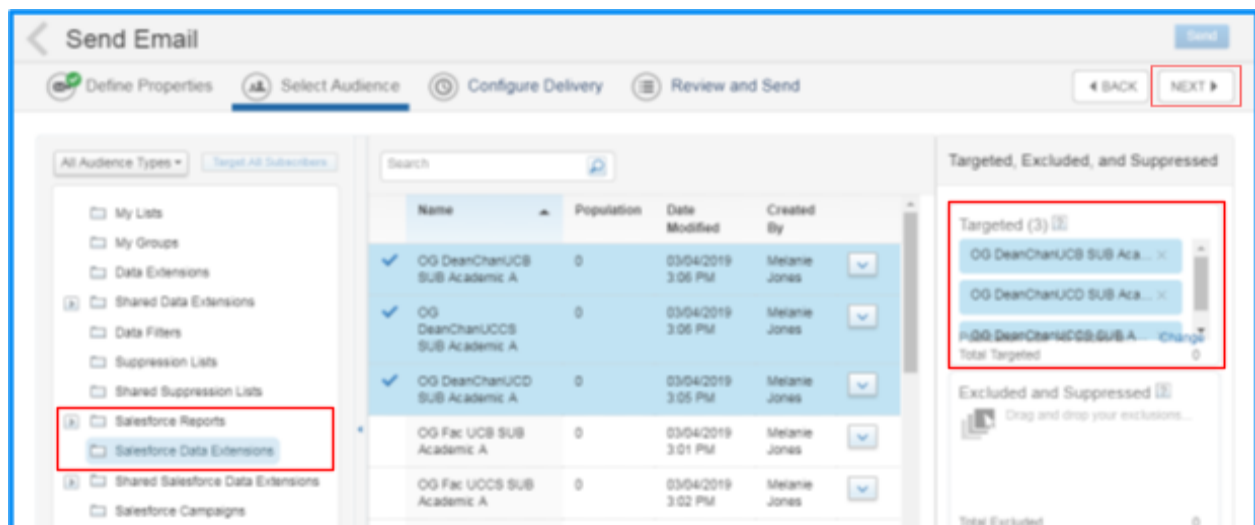 Send Email
Send
Define Properties
Select Audience
Configure Delivery
Review and Send
BACK
NEXT
All Audience Types
Target All Subscribers
My Lists
My Groups
Data Extensions
Shared Data Extensions
Data Filters
Suppression Lists
Shared Suppression Lists
Salesforce Reports
Salesforce Data Extensions
Shared Salesforce Data Extensions
Salesforce Campaigns
Search
Name Population Date Created
Modified By
OG DeanChanUCB 0 03/04/2019 Melanie
SUB Academic A 3:06 PM Jones
OG 0 03/04/2019 Melanie
DeanChanUCCS 3:06 PM Jones
SUB Academic A
OG DeanChanUCD 0 03/04/2019 Melanie
SUB Academic A 3:05 PM Jones
OG Fac UCB SUB 0 03/04/2019 Melanie
Academic A 3:01 PM Jones
OG Fac UCCS SUB 0 03/04/2019 Melanie
Academic A 3:02 PM Jones
Targeted, Excluded, and Suppressed
Targeted (3)
OG DeanChanUCB SUB Aca...
OG DeanChanUCD SUB Aca...
OG DeanChanUCCS SUB A
Change
Total Targeted 0
Excluded and Suppressed
Drag and drop your exclusions...
Total Excluded 0